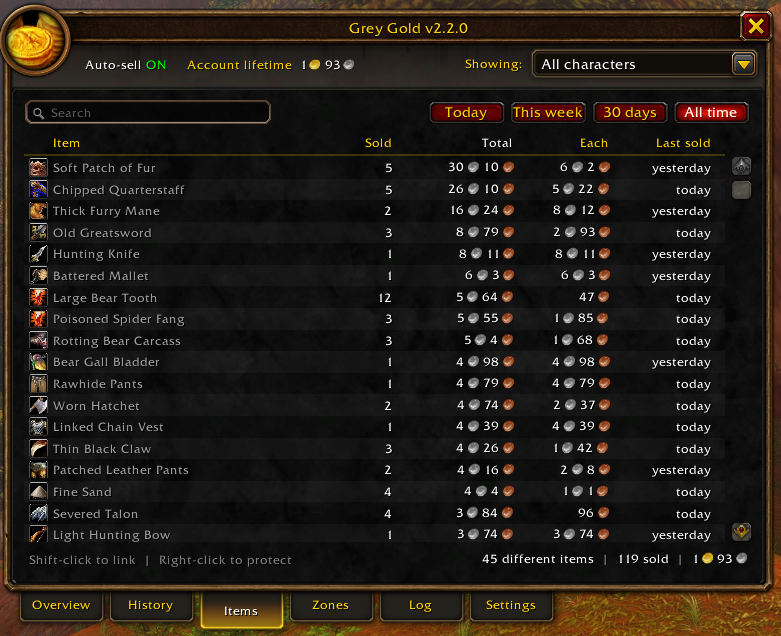 Grey Gold v2.2.0
Auto-sell ON Account lifetime 1 93 Showing: All characters
Search Today This week 30 days All time
Item Sold Total Each Last sold
Soft Patch of Fur 5 30 10 6 2 yesterday
Chipped Quarterstaff 5 26 10 5 22 today
Thick Furry Mane 2 16 24 8 12 yesterday
Old Greatsword 3 8 79 2 93 today
Hunting Knife 1 8 11 8 11 yesterday
Battered Mallet 1 6 3 6 3 yesterday
Large Bear Tooth 12 5 64 47 today
Poisoned Spider Fang 3 5 55 1 85 today
Rotting Bear Carcass 3 5 4 1 68 today
Bear Gall Bladder 1 4 98 4 98 yesterday
Rawhide Pants 1 4 79 4 79 today
Worn Hatchet 2 4 74 2 37 today
Linked Chain Vest 1 4 39 4 39 today
Thin Black Claw 3 4 26 1 42 today
Patched Leather Pants 2 4 16 2 8 yesterday
Fine Sand 4 4 4 1 1 today
Severed Talon 4 3 84 96 today
Light Hunting Bow 1 3 74 3 74 yesterday
Shift-click to link | Right-click to protect 45 different items | 119 sold | 1 93
Overview History Items Zones Log Settings